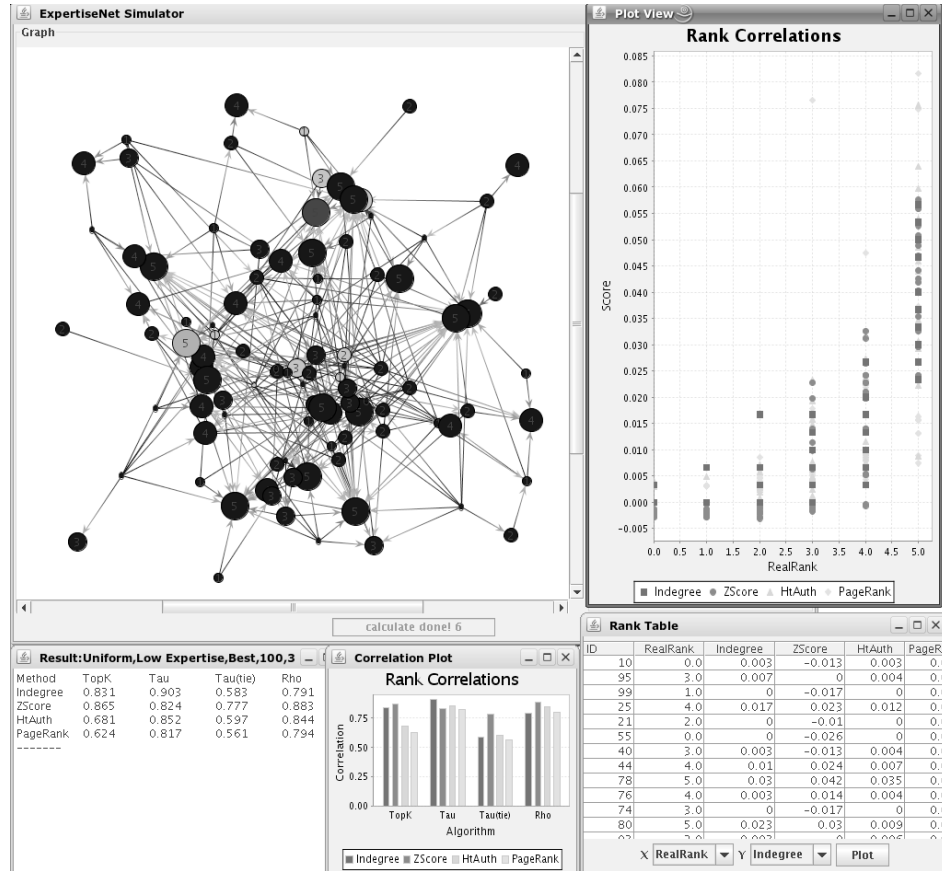 ExpertiseNet Simulator
Graph
calculate done! 6
Plot View
Rank Correlations
Score
0.085
0.080
0.075
0.070
0.065
0.060
0.055
0.050
0.045
0.040
0.035
0.030
0.025
0.020
0.015
0.010
0.005
0.000
-0.005
0.0 0.5 1.0 1.5 2.0 2.5 3.0 3.5 4.0 4.5 5.0
RealRank
Indegree ZScore HtAuth PageRank
Result:Uniform,Low Expertise,Best,100,3
Method TopK Tau Tau(tie) Rho
Indegree 0.831 0.903 0.583 0.791
ZScore 0.865 0.824 0.777 0.883
HtAuth 0.681 0.852 0.597 0.844
PageRank 0.624 0.817 0.561 0.794
-------
Correlation Plot
Rank Correlations
Correlation
0.75
0.50
0.25
0.00
TopK Tau Tau(tie) Rho
Algorithm
Indegree ZScore HtAuth PageRank
Rank Table
ID RealRank Indegree ZScore HtAuth PageR
10 0.0 0.003 -0.013 0.003 0.
95 3.0 0.007 0 0.004 0.
99 1.0 0 -0.017 0 0.
25 4.0 0.017 0.023 0.012 0.
21 2.0 0 -0.01 0 0.
55 0.0 0 -0.026 0 0.
40 3.0 0.003 -0.013 0.004 0.
44 4.0 0.01 0.024 0.007 0.
78 5.0 0.03 0.042 0.035 0.
76 4.0 0.003 0.014 0.004 0.
74 3.0 0 -0.017 0 0.
80 5.0 0.023 0.03 0.009 0.
X RealRank Y Indegree Plot